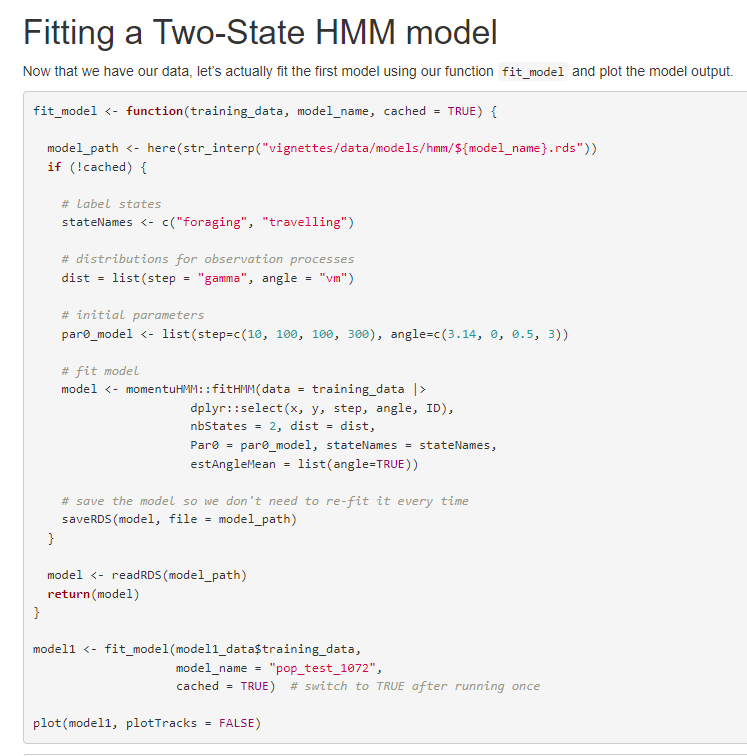 Fitting a Two-State HMM model
Now that we have our data, let's actually fit the first model using our function fit_model and plot the model output.
fit_model <- function(training_data, model_name, cached = TRUE) {
  model_path <- here(str_interp("vignettes/data/models/hmm/${model_name}.rds"))
  if (!cached) {
    # label states
    stateNames <- c("foraging", "travelling")
    # distributions for observation processes
    dist = list(step = "gamma", angle = "vm")
    # initial parameters
    par0_model <- list(step=c(10, 100, 100, 300), angle=c(3.14, 0, 0.5, 3))
    # fit model
    model <- momentuHMM::fitHMM(data = training_data |>
                      dplyr::select(x, y, step, angle, ID),
                      nbStates = 2, dist = dist,
                      Par0 = par0_model, stateNames = stateNames,
                      estAngleMean = list(angle=TRUE))
    # save the model so we don't need to re-fit it every time
    saveRDS(model, file = model_path)
  }
  model <- readRDS(model_path)
  return(model)
}
model1 <- fit_model(model1_data$training_data,
                    model_name = "pop_test_1072",
                    cached = TRUE)  # switch to TRUE after running once
plot(model1, plotTracks = FALSE)